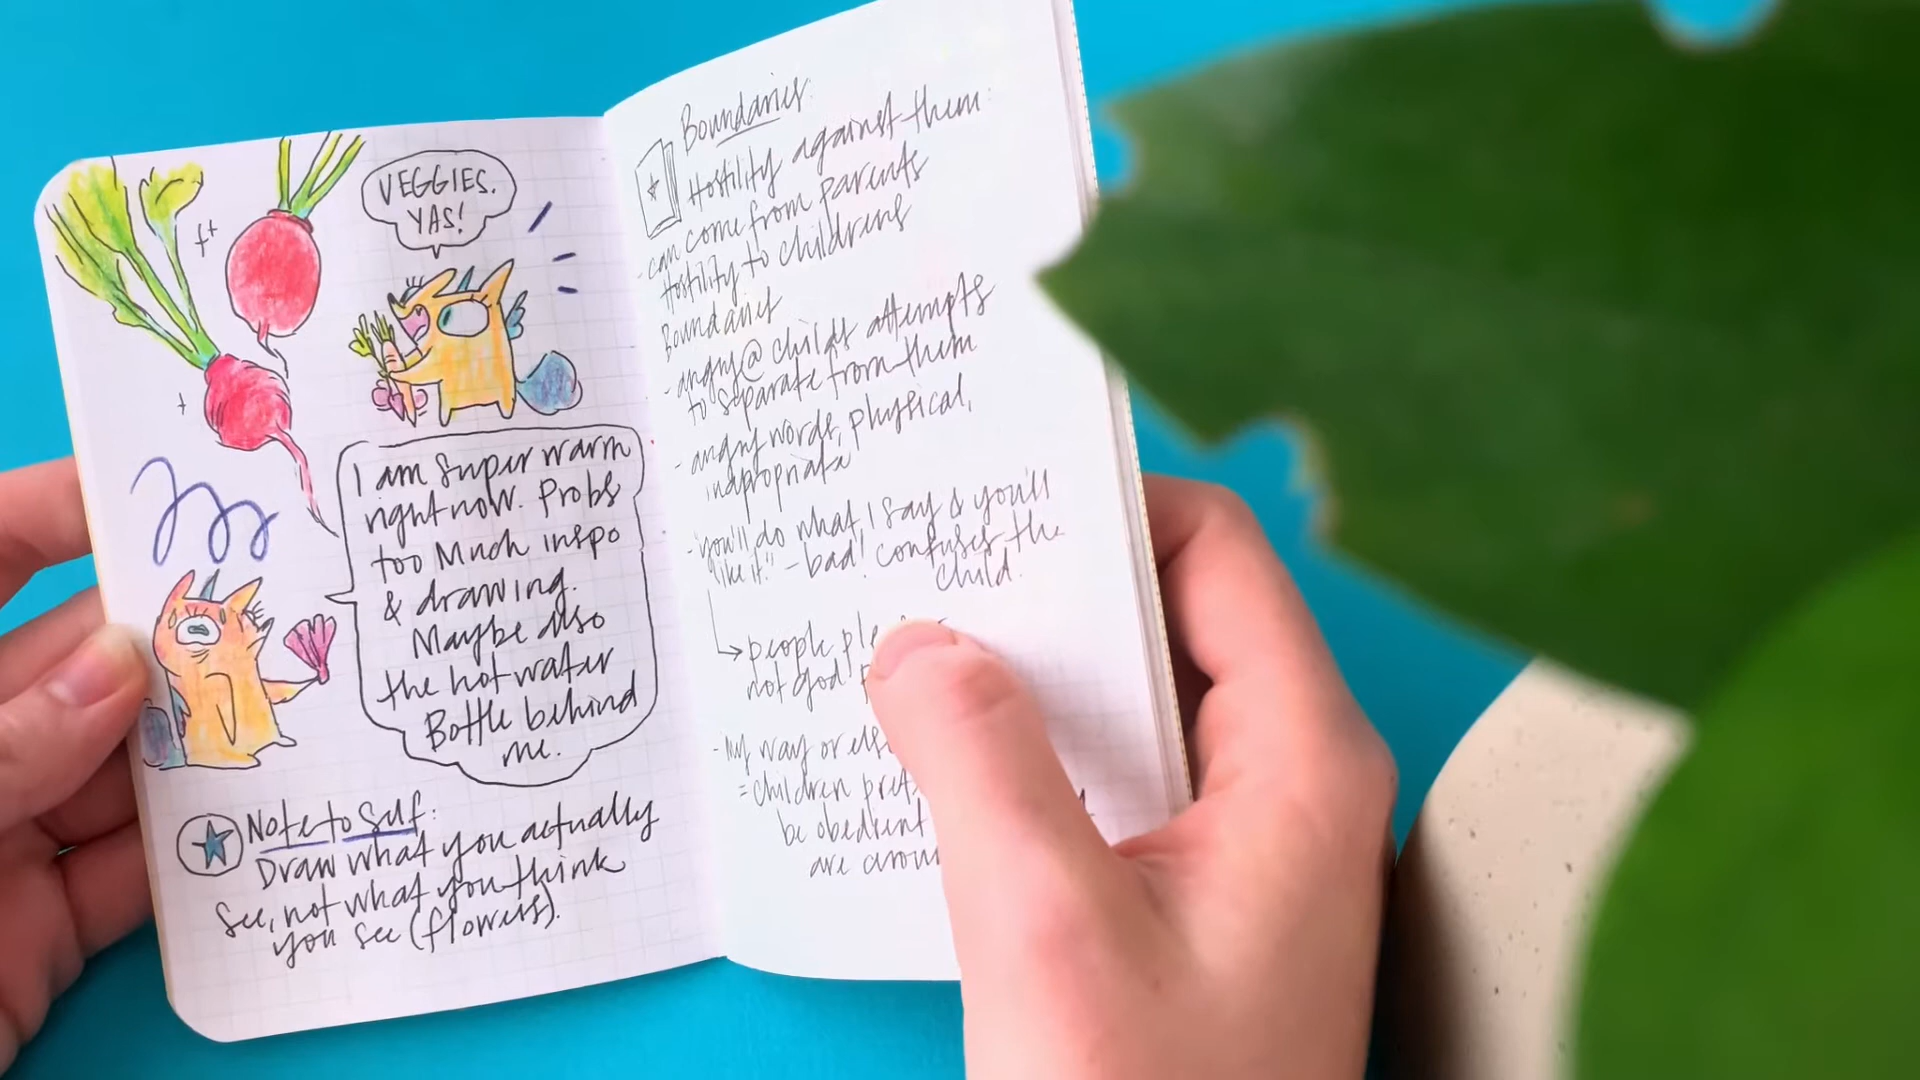 VEGGIES.
YAS!
I am super warm
right now. Probs
too Much inspo
& drawing.
Maybe also
the hot water
Bottle behind
me.
Note to self:
Draw what you actually
see, not what you think
you see (flowers).
Boundaries:
Hostility against them:
- can come from parents
Hostility to childrens
Boundaries
- angry @ childs attempts
to separate from them
- angry words, physical,
inapropriate
- "you'll do what I say & you'll
like it." - bad! confuses the
child.
→ people
not god!
- My way or else
= children
be obedient
are